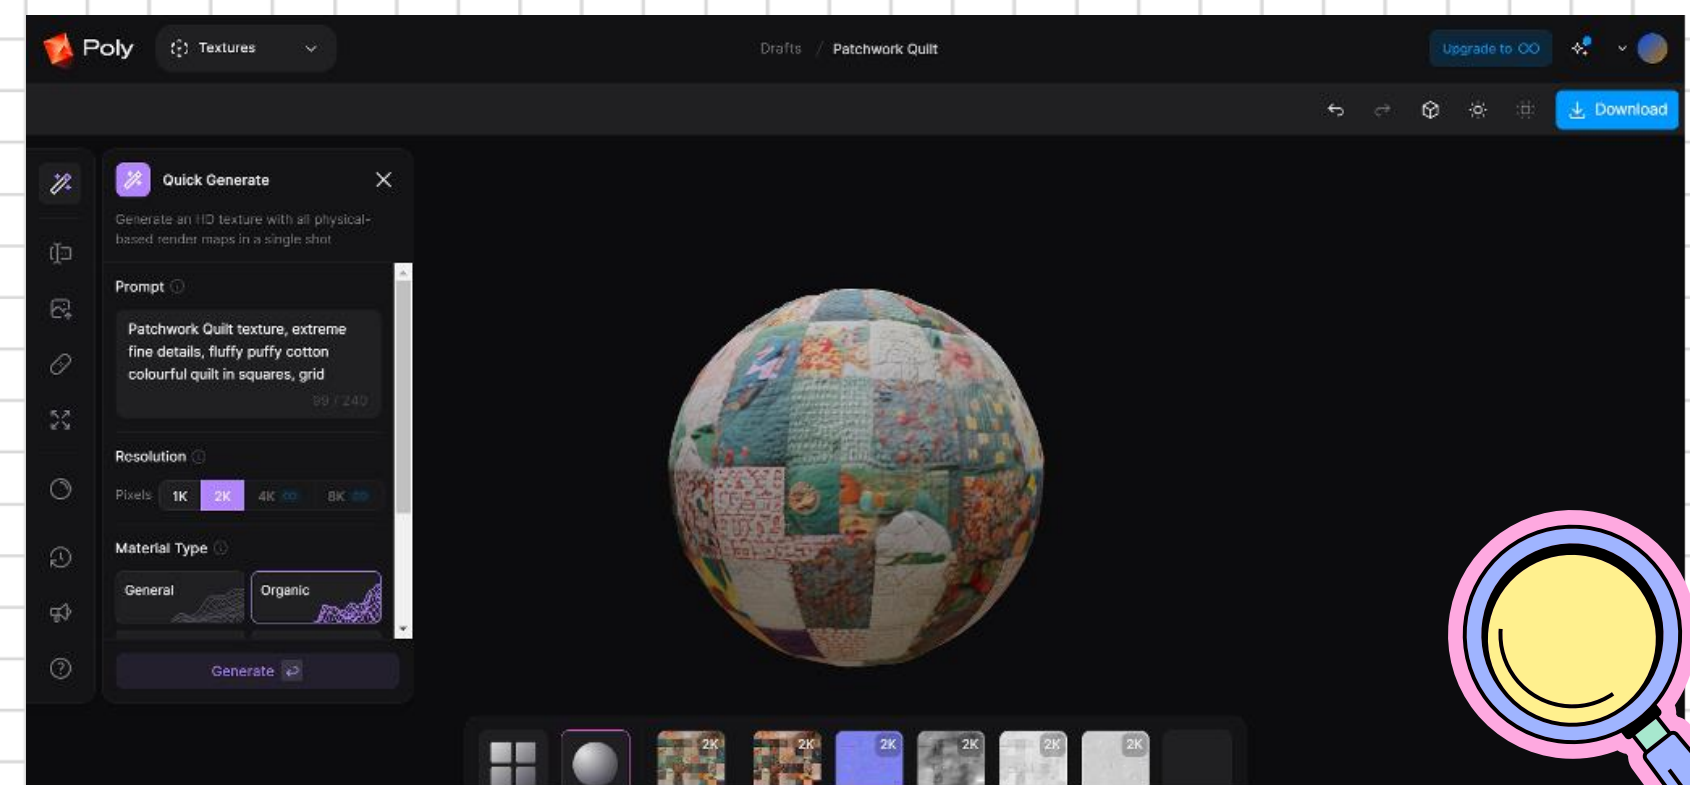 Poly
Textures
Drafts / Patchwork Quilt
Upgrade to
Download
Quick Generate
Generate an HD texture with all physical-
based render maps in a single shot
Prompt
Patchwork Quilt texture, extreme
fine details, fluffy puffy cotton
colourful quilt in squares, grid
99 / 240
Resolution
Pixels 1K 2K 4K 8K
Material Type
General Organic
Generate
2K 2K 2K 2K 2K 2K